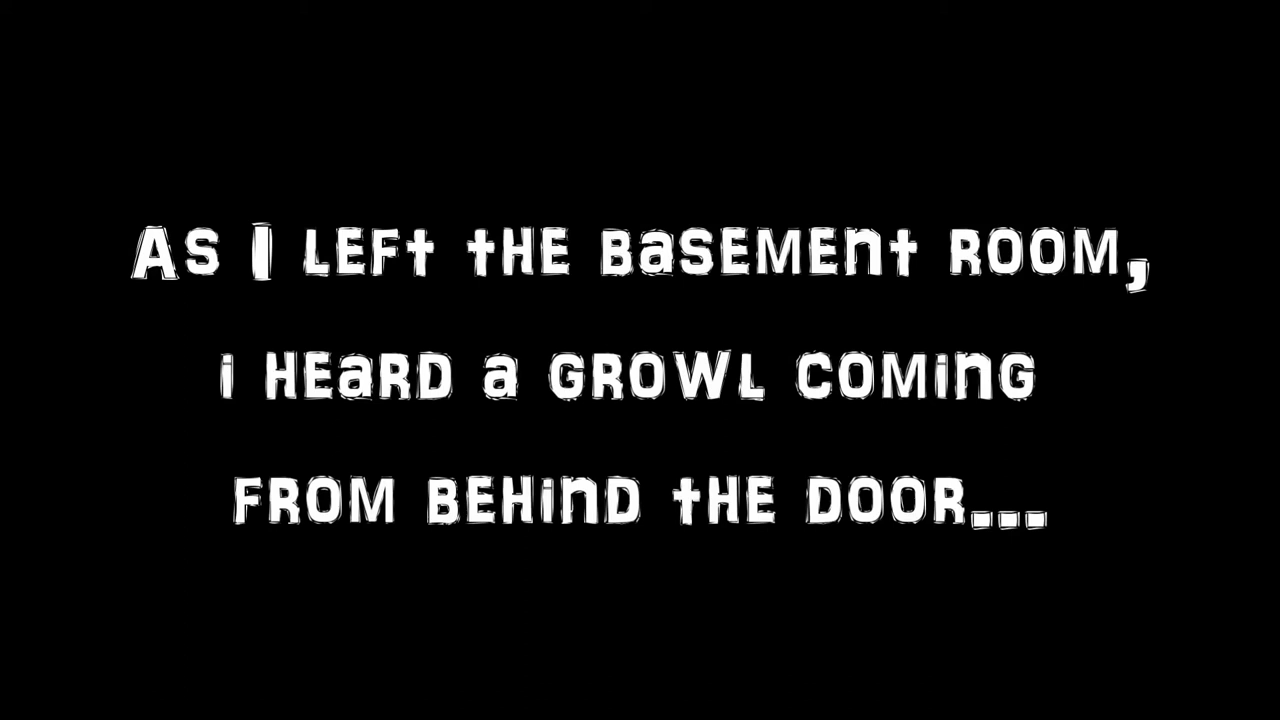 As I left the basement room,
i heard a growl coming
from behind the door...